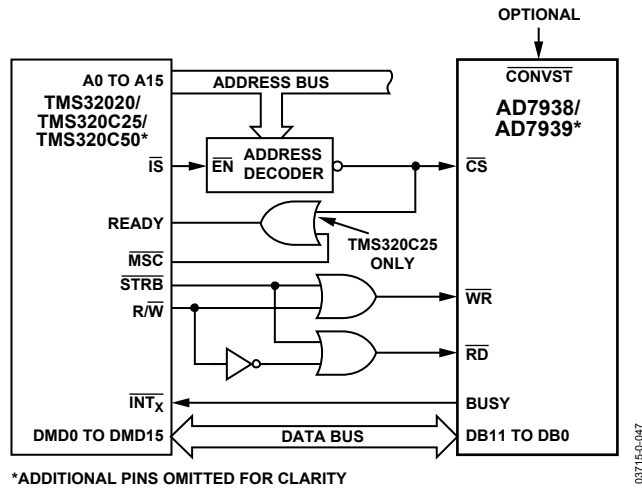 OPTIONAL
A0 TO A15
ADDRESS BUS
CONVST
TMS32020/
TMS320C25/
TMS320C50*
AD7938/
AD7939*
IS
EN
ADDRESS
DECODER
CS
READY
TMS320C25
ONLY
MSC
STRB
R/W
WR
RD
INTX
BUSY
DMD0 TO DMD15
DATA BUS
DB11 TO DB0
*ADDITIONAL PINS OMITTED FOR CLARITY
03715-0-047